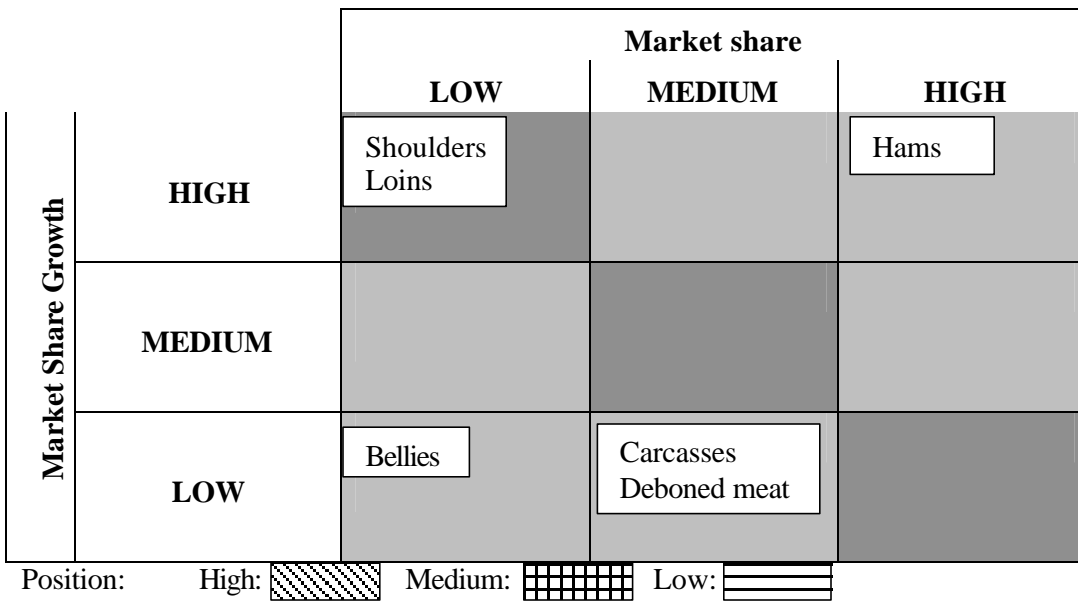 Market share
LOW MEDIUM HIGH
Market Share Growth
HIGH
Shoulders
Loins
Hams
MEDIUM
LOW
Bellies
Carcasses
Deboned meat
Position: High: Medium: Low: